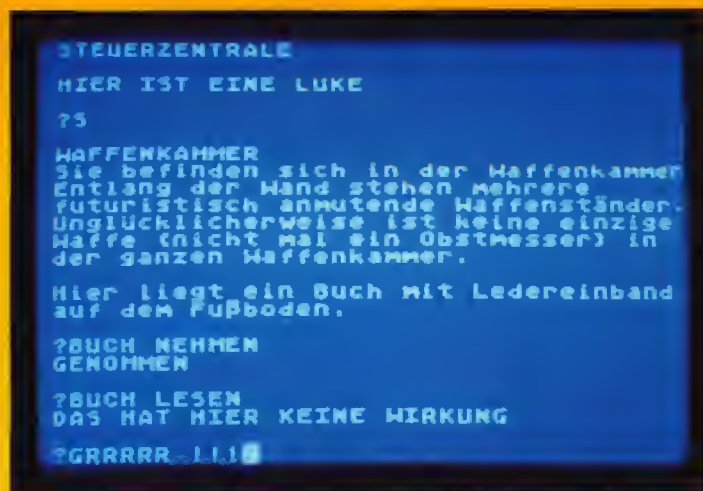 STEUERZENTRALE
HIER IST EINE LUKE
?S
WAFFENKAMMER
Sie befinden sich in der Waffenkammer
Entlang der Wand stehen mehrere
futuristisch anmutende Waffenständer.
Unglücklicherweise ist keine einzige
Waffe (nicht mal ein Obstmesser) in
der ganzen Waffenkammer.
Hier liegt ein Buch mit Ledereinband
auf dem Fußboden.
?BUCH NEHMEN
GENOMMEN
?BUCH LESEN
DAS HAT HIER KEINE WIRKUNG
?GRRRRR